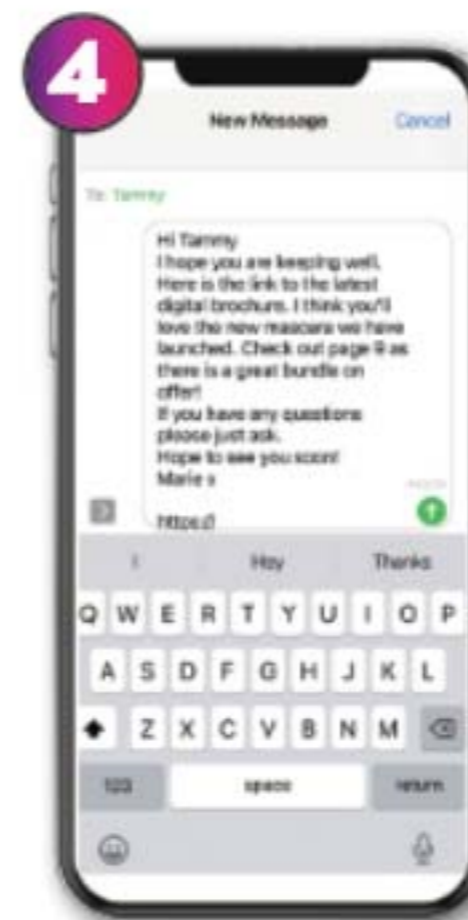 4
New Message Cancel
To: Tammy
Hi Tammy
I hope you are keeping well.
Here is the link to the latest
digital brochure. I think you'll
love the new mascara we have
launched. Check out page 9 as
there is a great bundle on
offer!
If you have any questions
please just ask.
Hope to see you soon!
Marie x
https://
I Hey Thanks
Q W E R T Y U I O P
A S D F G H J K L
Z X C V B N M
123 space return